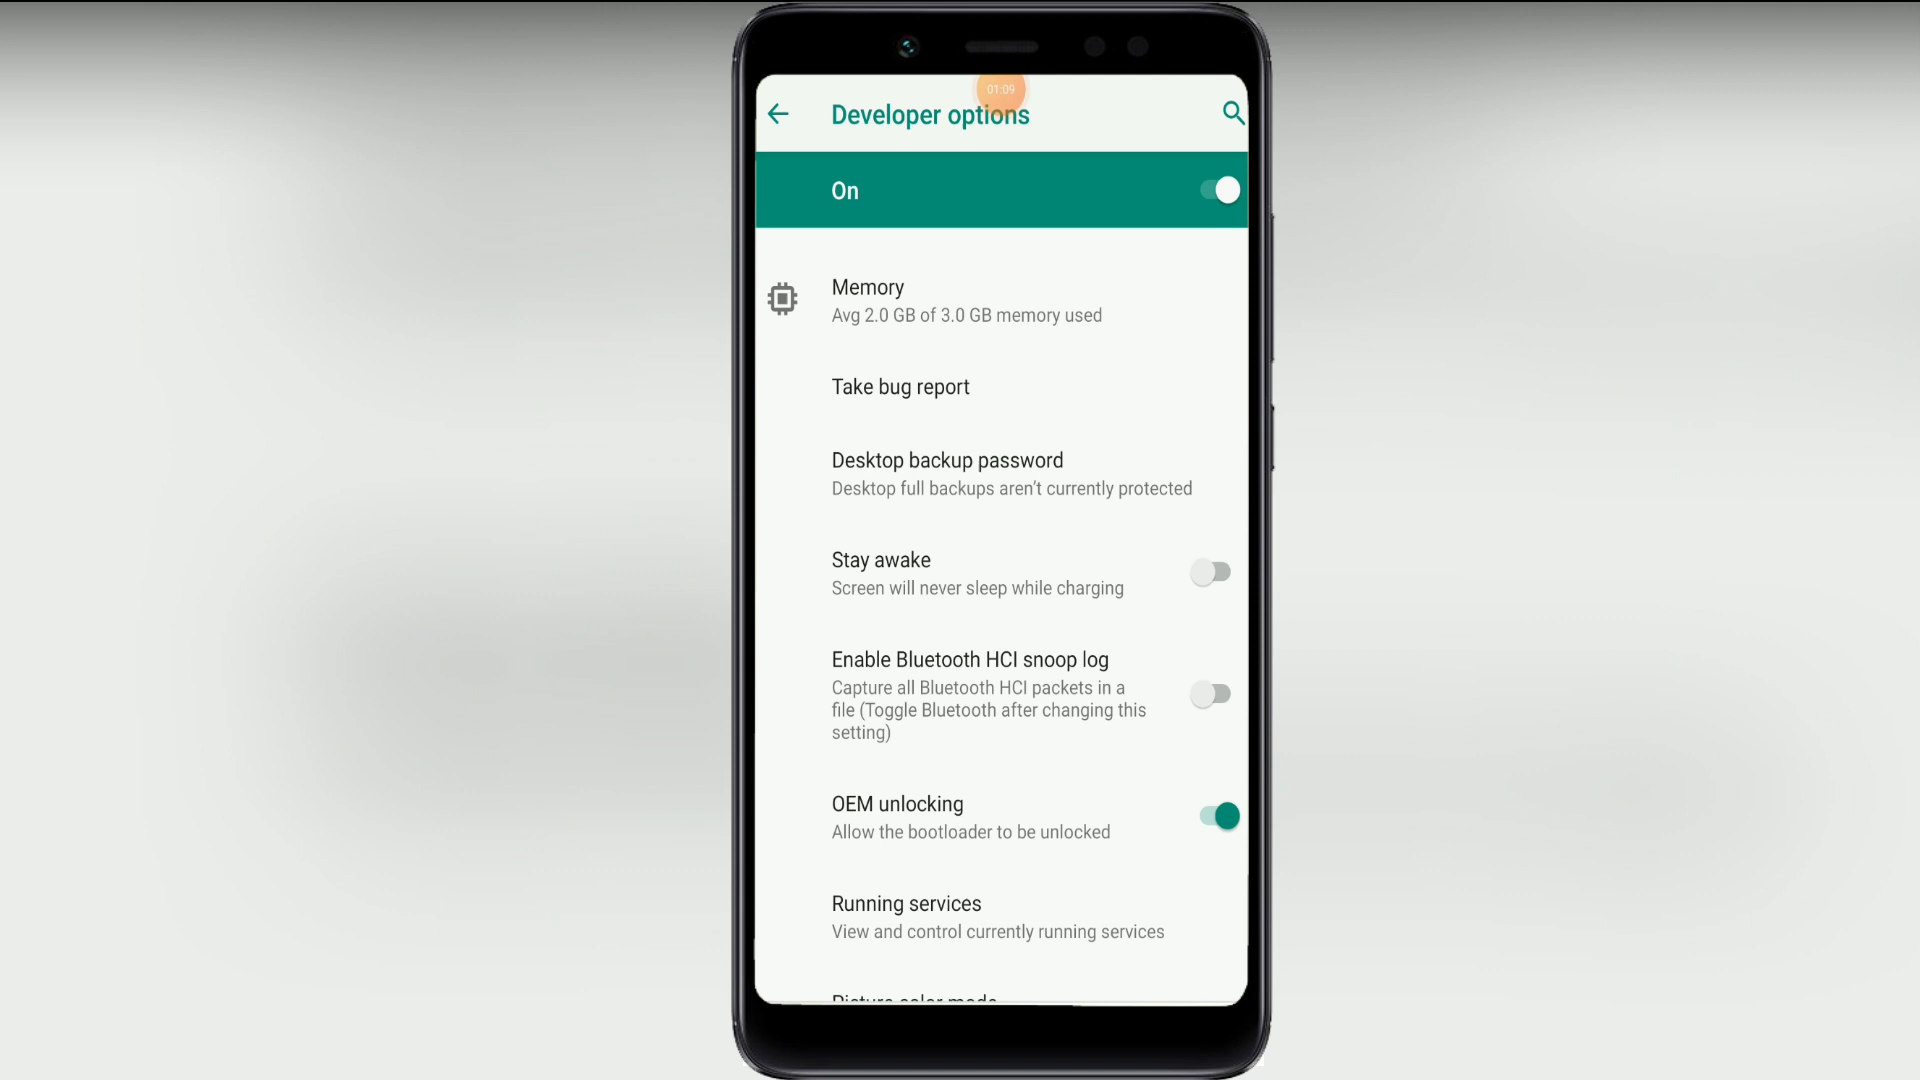 01:09
Developer options
On
Memory
Avg 2.0 GB of 3.0 GB memory used
Take bug report
Desktop backup password
Desktop full backups aren't currently protected
Stay awake
Screen will never sleep while charging
Enable Bluetooth HCI snoop log
Capture all Bluetooth HCI packets in a
file (Toggle Bluetooth after changing this
setting)
OEM unlocking
Allow the bootloader to be unlocked
Running services
View and control currently running services
Picture color mode